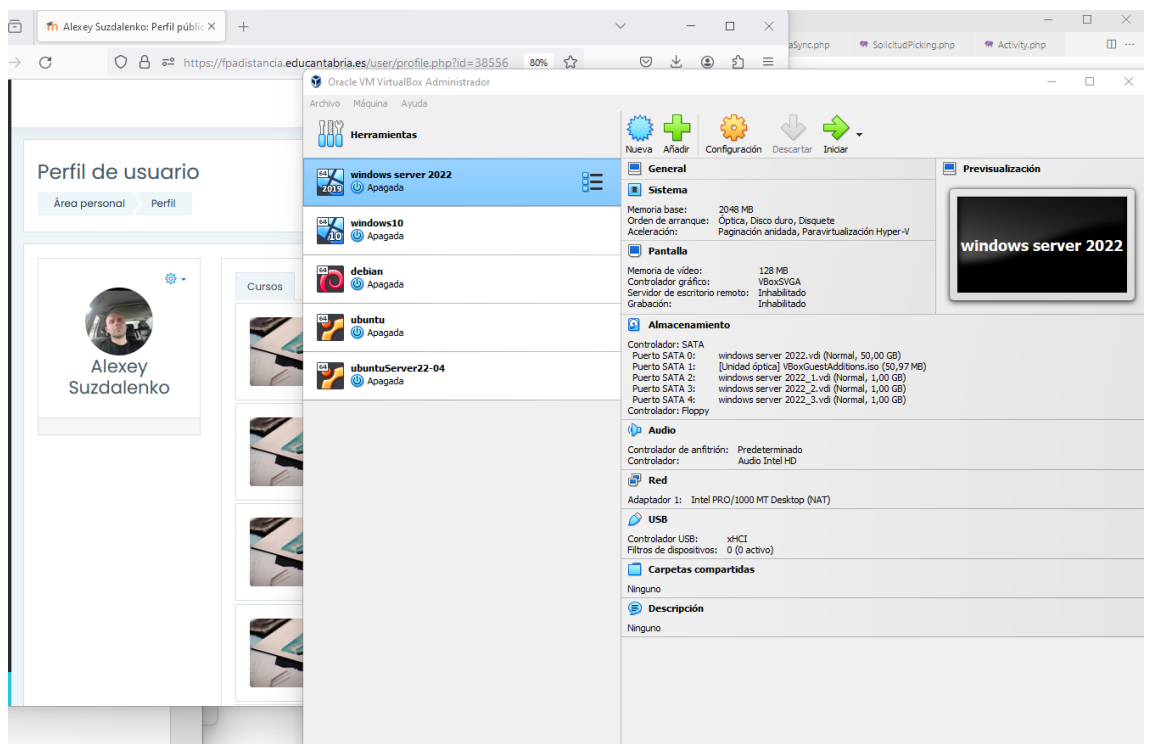 Alexey Suzdalenko: Perfil públic
https://fpadistancia.educantabria.es/user/profile.php?id=38556 80%
aSync.php SolicitudPicking.php Activity.php
Perfil de usuario
Área personal Perfil
Alexey
Suzdalenko
Cursos
Oracle VM VirtualBox Administrador
Archivo Máquina Ayuda
Herramientas
64 2019 windows server 2022
Apagada
64 10 windows10
Apagada
64 debian
Apagada
64 ubuntu
Apagada
64 ubuntuServer22-04
Apagada
Nueva Añadir Configuración Descartar Iniciar
General
Sistema
Memoria base: 2048 MB
Orden de arranque: Óptica, Disco duro, Disquete
Aceleración: Paginación anidada, Paravirtualización Hyper-V
Pantalla
Memoria de vídeo: 128 MB
Controlador gráfico: VBoxSVGA
Servidor de escritorio remoto: Inhabilitado
Grabación: Inhabilitado
Previsualización
windows server 2022
Almacenamiento
Controlador: SATA
Puerto SATA 0: windows server 2022.vdi (Normal, 50,00 GB)
Puerto SATA 1: [Unidad óptica] VBoxGuestAdditions.iso (50,97 MB)
Puerto SATA 2: windows server 2022_1.vdi (Normal, 1,00 GB)
Puerto SATA 3: windows server 2022_2.vdi (Normal, 1,00 GB)
Puerto SATA 4: windows server 2022_3.vdi (Normal, 1,00 GB)
Controlador: Floppy
Audio
Controlador de anfitrión: Predeterminado
Controlador: Audio Intel HD
Red
Adaptador 1: Intel PRO/1000 MT Desktop (NAT)
USB
Controlador USB: xHCI
Filtros de dispositivos: 0 (0 activo)
Carpetas compartidas
Ninguno
Descripción
Ninguno